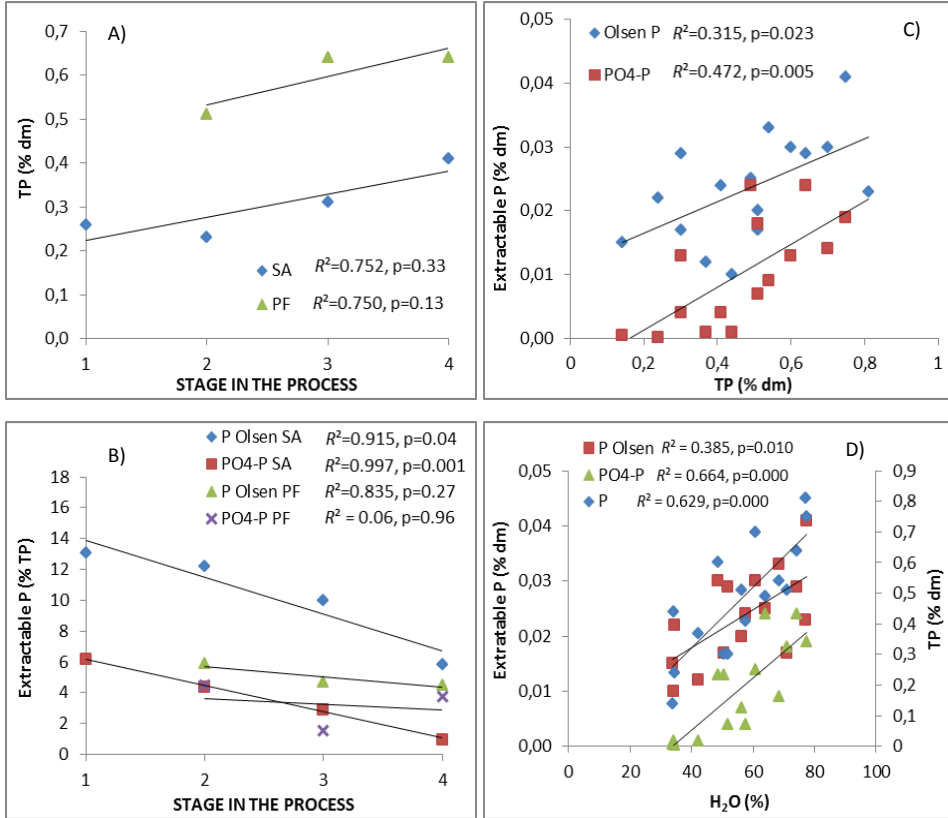 A)
0,7
0,6
0,5
0,4
0,3
0,2
0,1
0,0
TP (% dm)
1 2 3 4
STAGE IN THE PROCESS
SA R²=0.752, p=0.33
PF R²=0.750, p=0.13
C)
0,05
0,04
0,03
0,02
0,01
0,00
Extractable P (% dm)
Olsen P R²=0.315, p=0.023
PO4-P R²=0.472, p=0.005
0 0,2 0,4 0,6 0,8 1
TP (% dm)
B)
P Olsen SA R²=0.915, p=0.04
PO4-P SA R²=0.997, p=0.001
P Olsen PF R²=0.835, p=0.27
PO4-P PF R² = 0.06, p=0.96
18
16
14
12
10
8
6
4
2
0
Extractable P (% TP)
1 2 3 4
STAGE IN THE PROCESS
D)
P Olsen R² = 0.385, p=0.010
PO4-P R² = 0.664, p=0.000
P R² = 0.629, p=0.000
0,05
0,04
0,03
0,02
0,01
0,00
Extratable P (% dm)
0,9
0,8
0,7
0,6
0,5
0,4
0,3
0,2
0,1
0
TP (% dm)
0 20 40 60 80 100
H₂O (%)